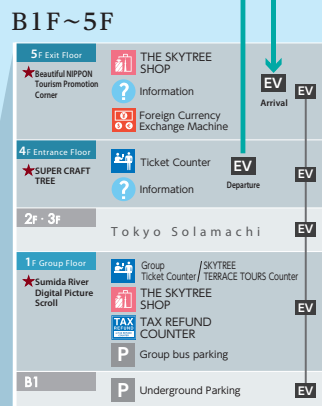 B1F~5F
5F Exit Floor
★Beautiful NIPPON
Tourism Promotion
Corner
THE SKYTREE
SHOP
? Information
Foreign Currency
Exchange Machine
EV
Arrival
EV
4F Entrance Floor
★SUPER CRAFT
TREE
Ticket Counter
? Information
EV
Departure
EV
2F・3F
Tokyo Solamachi
EV
1F Group Floor
★Sumida River
Digital Picture
Scroll
Group
Ticket Counter / SKYTREE
TERRACE TOURS Counter
THE SKYTREE
SHOP
TAX
REFUND
TAX REFUND
COUNTER
P Group bus parking
EV
B1
P Underground Parking
EV